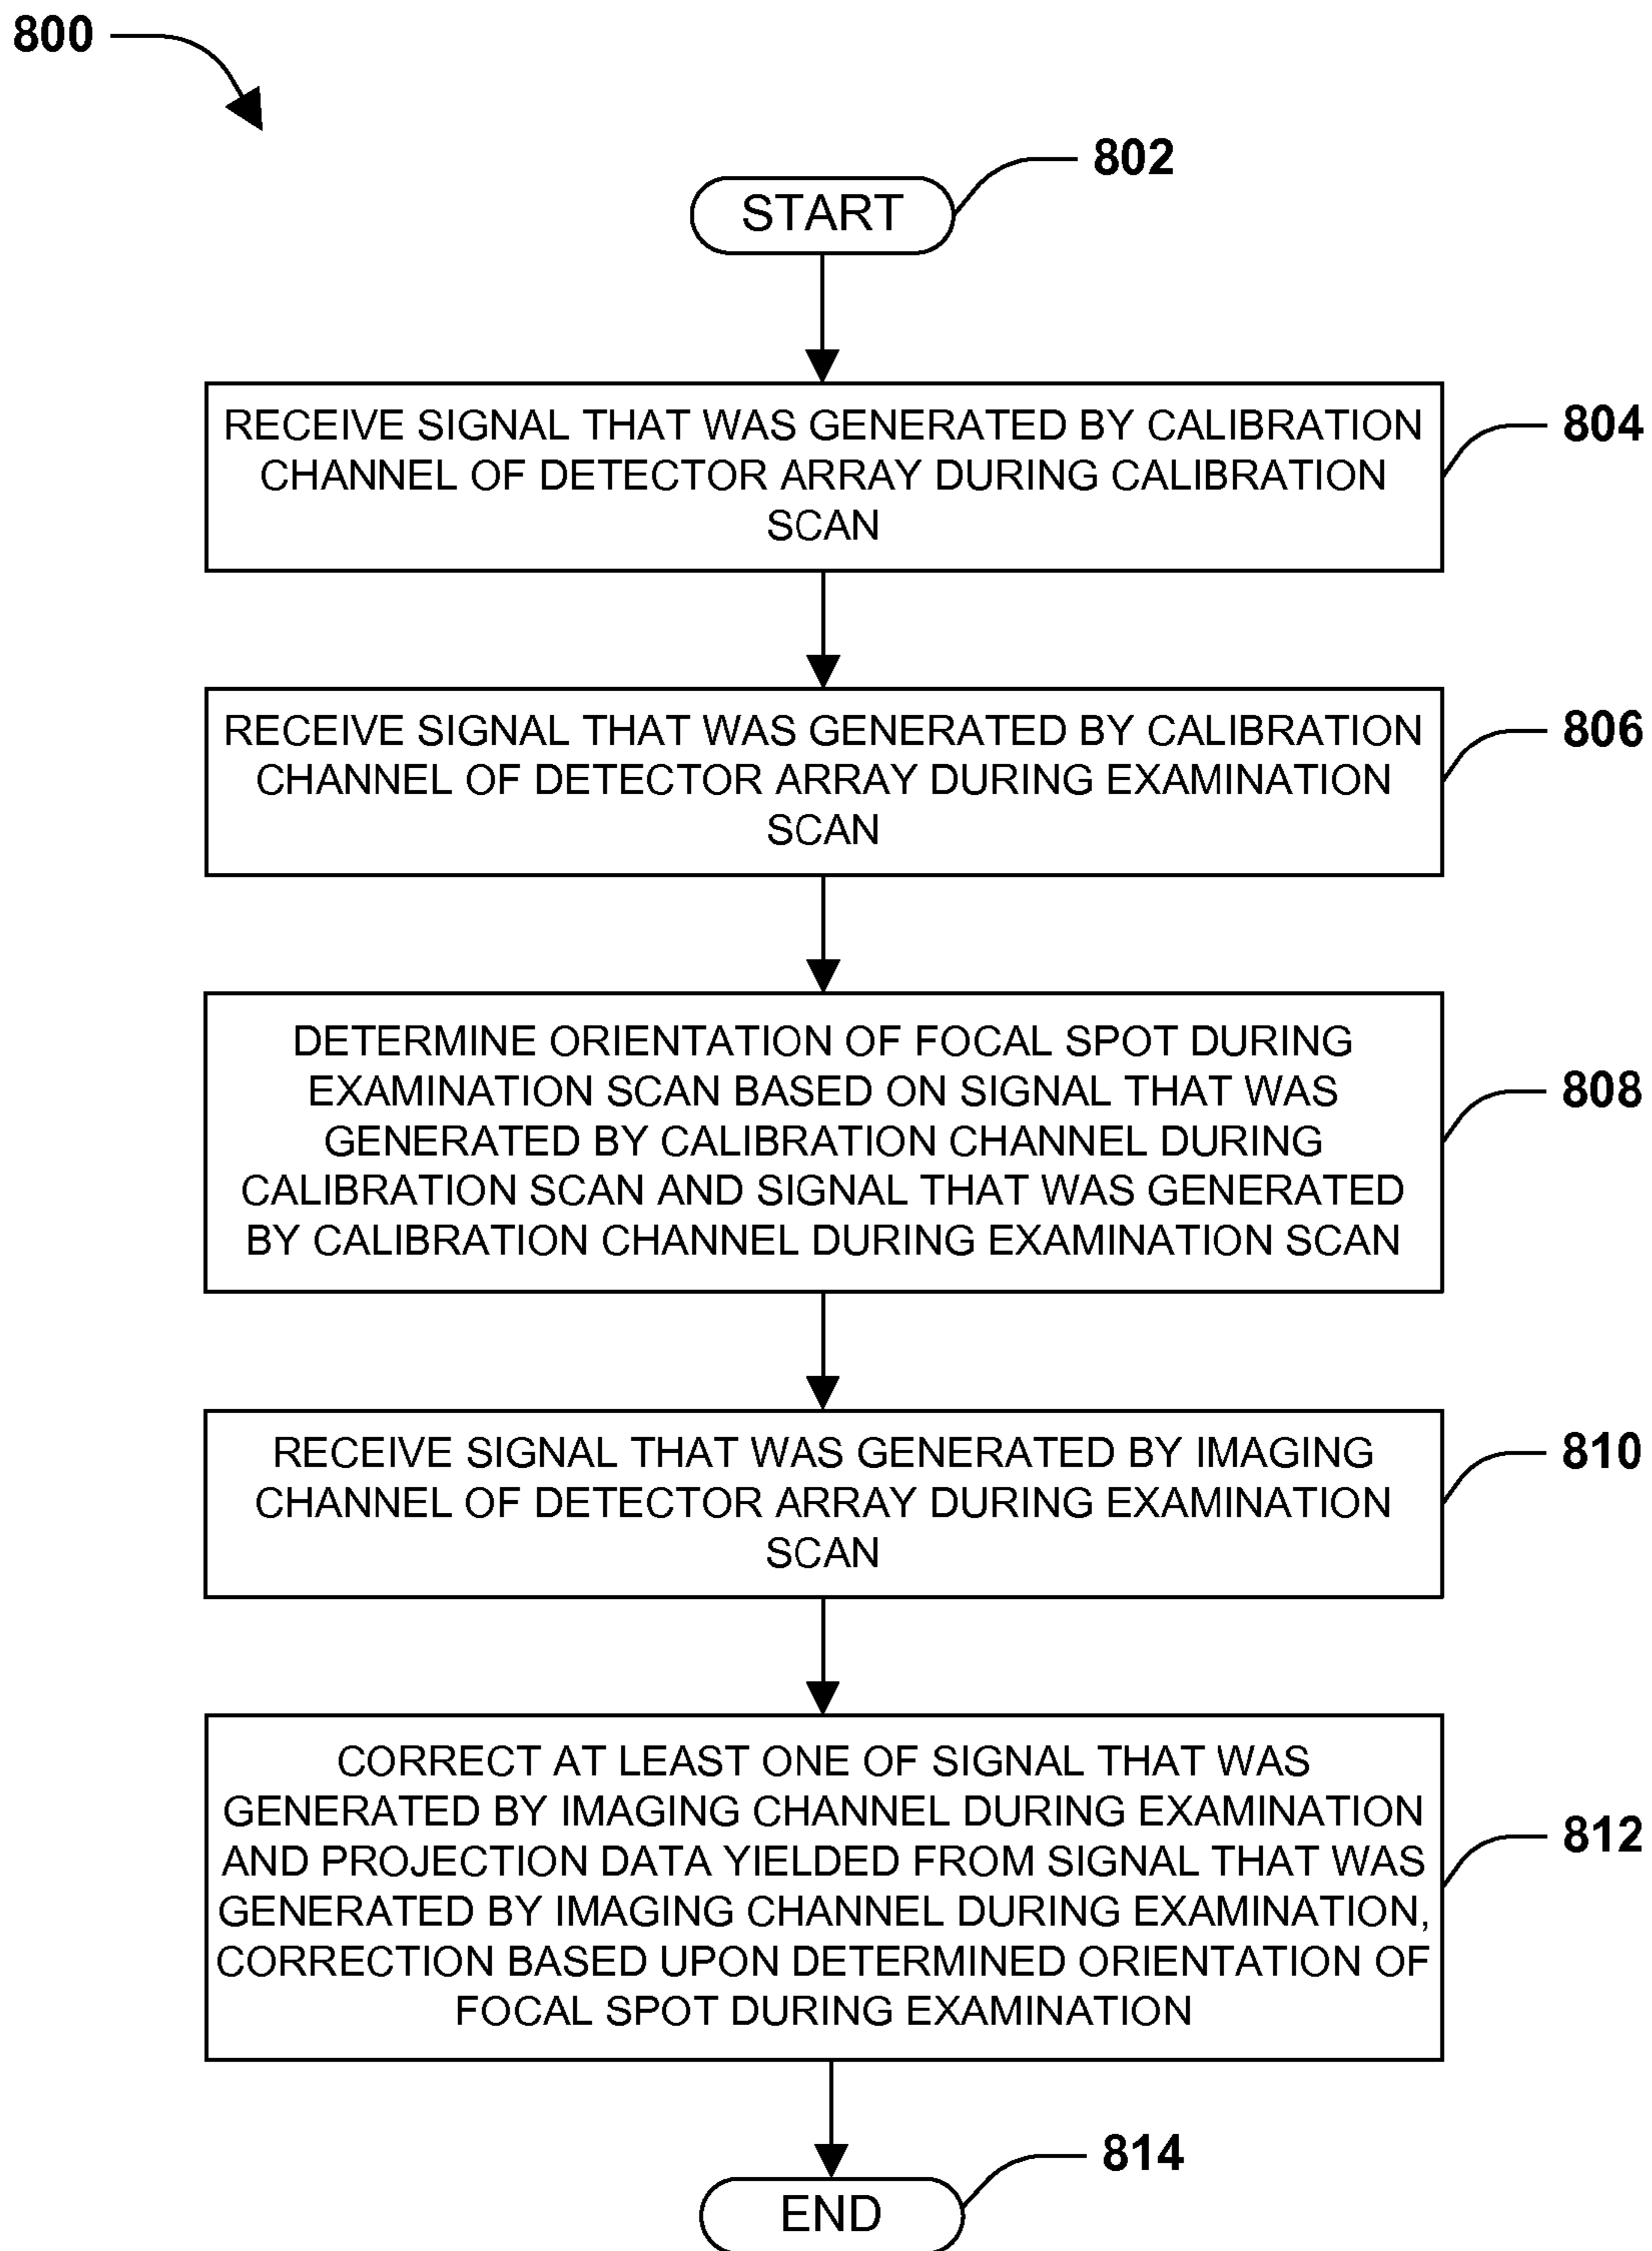 800
802
START
RECEIVE SIGNAL THAT WAS GENERATED BY CALIBRATION
CHANNEL OF DETECTOR ARRAY DURING CALIBRATION
SCAN
804
RECEIVE SIGNAL THAT WAS GENERATED BY CALIBRATION
CHANNEL OF DETECTOR ARRAY DURING EXAMINATION
SCAN
806
DETERMINE ORIENTATION OF FOCAL SPOT DURING
EXAMINATION SCAN BASED ON SIGNAL THAT WAS
GENERATED BY CALIBRATION CHANNEL DURING
CALIBRATION SCAN AND SIGNAL THAT WAS GENERATED
BY CALIBRATION CHANNEL DURING EXAMINATION SCAN
808
RECEIVE SIGNAL THAT WAS GENERATED BY IMAGING
CHANNEL OF DETECTOR ARRAY DURING EXAMINATION
SCAN
810
CORRECT AT LEAST ONE OF SIGNAL THAT WAS
GENERATED BY IMAGING CHANNEL DURING EXAMINATION
AND PROJECTION DATA YIELDED FROM SIGNAL THAT WAS
GENERATED BY IMAGING CHANNEL DURING EXAMINATION,
CORRECTION BASED UPON DETERMINED ORIENTATION OF
FOCAL SPOT DURING EXAMINATION
812
814
END